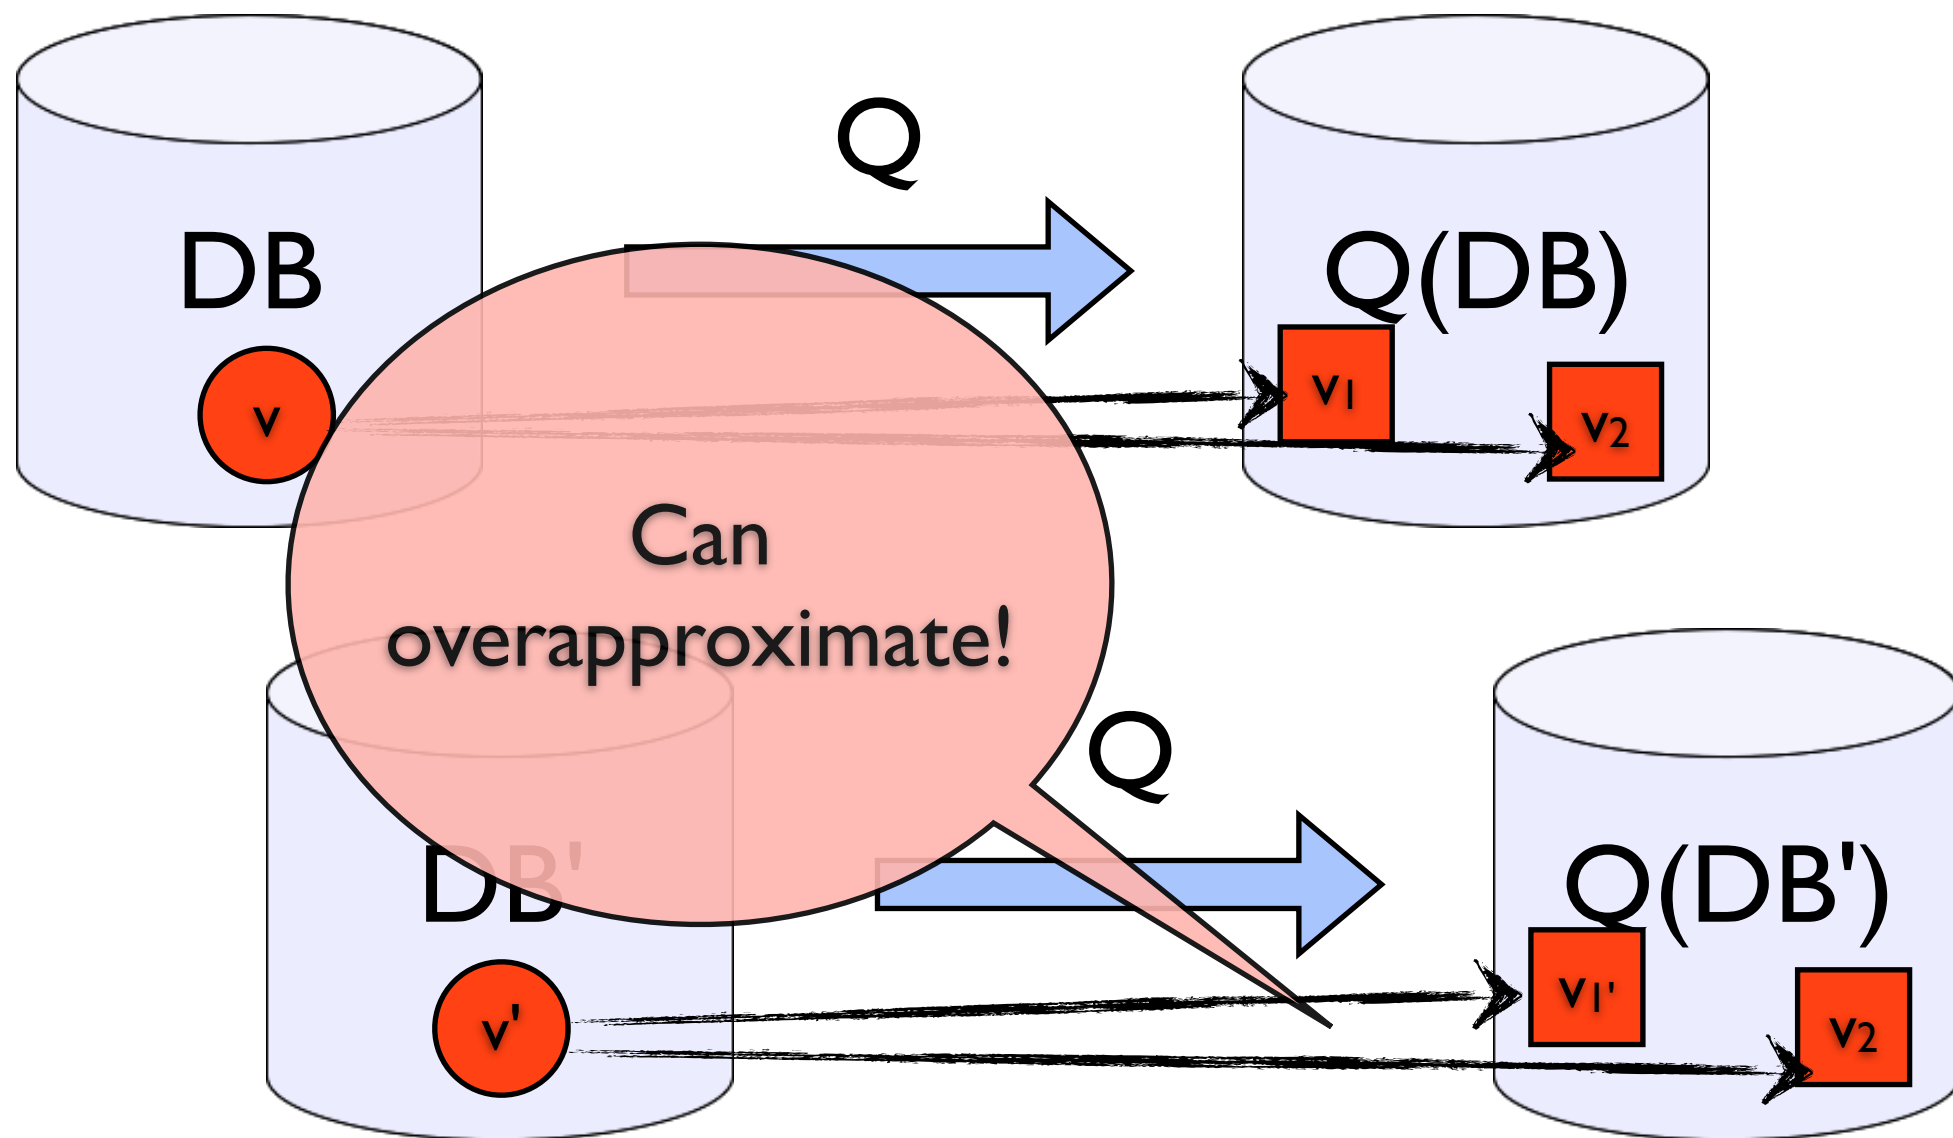 Q
DB
Q(DB)
v
v1
v2
Can
overapproximate!
Q
DB'
Q(DB')
v'
v1'
v2